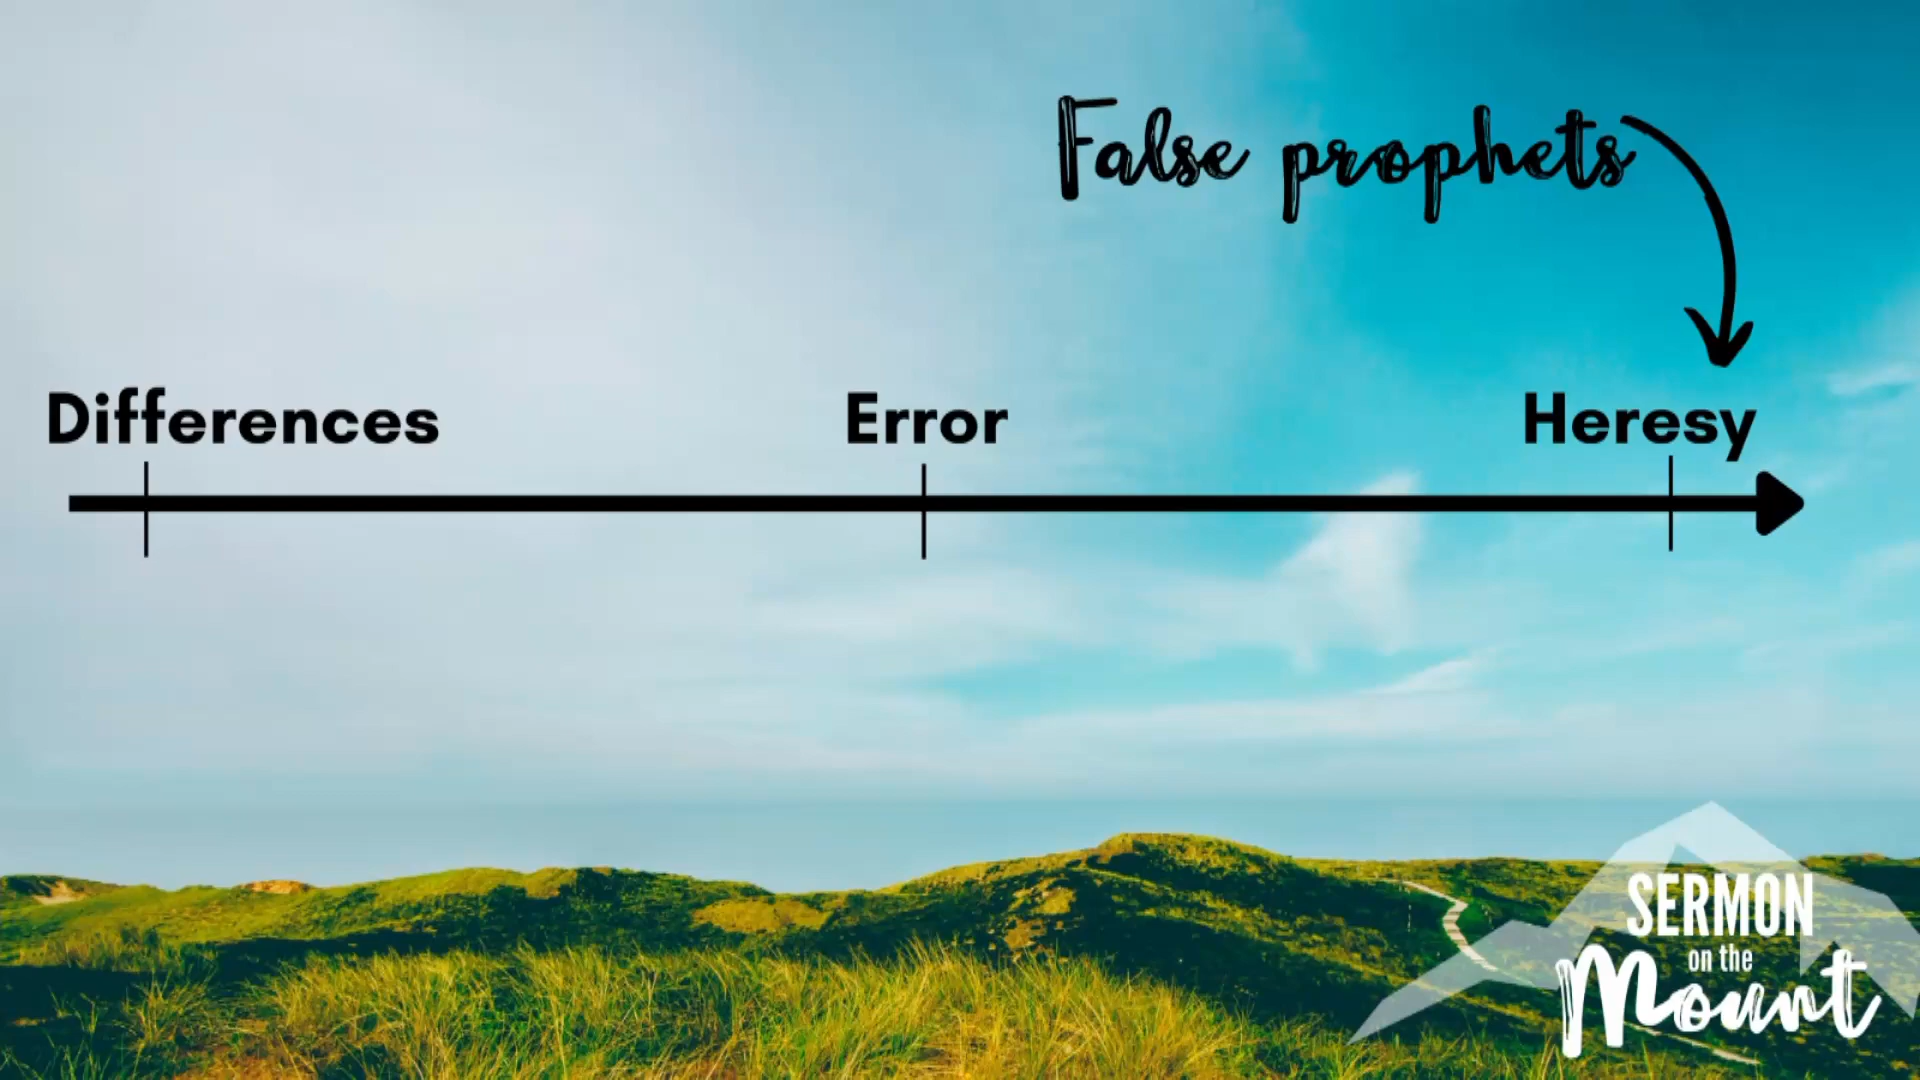 False prophets
Differences Error Heresy
SERMON
on the
Mount